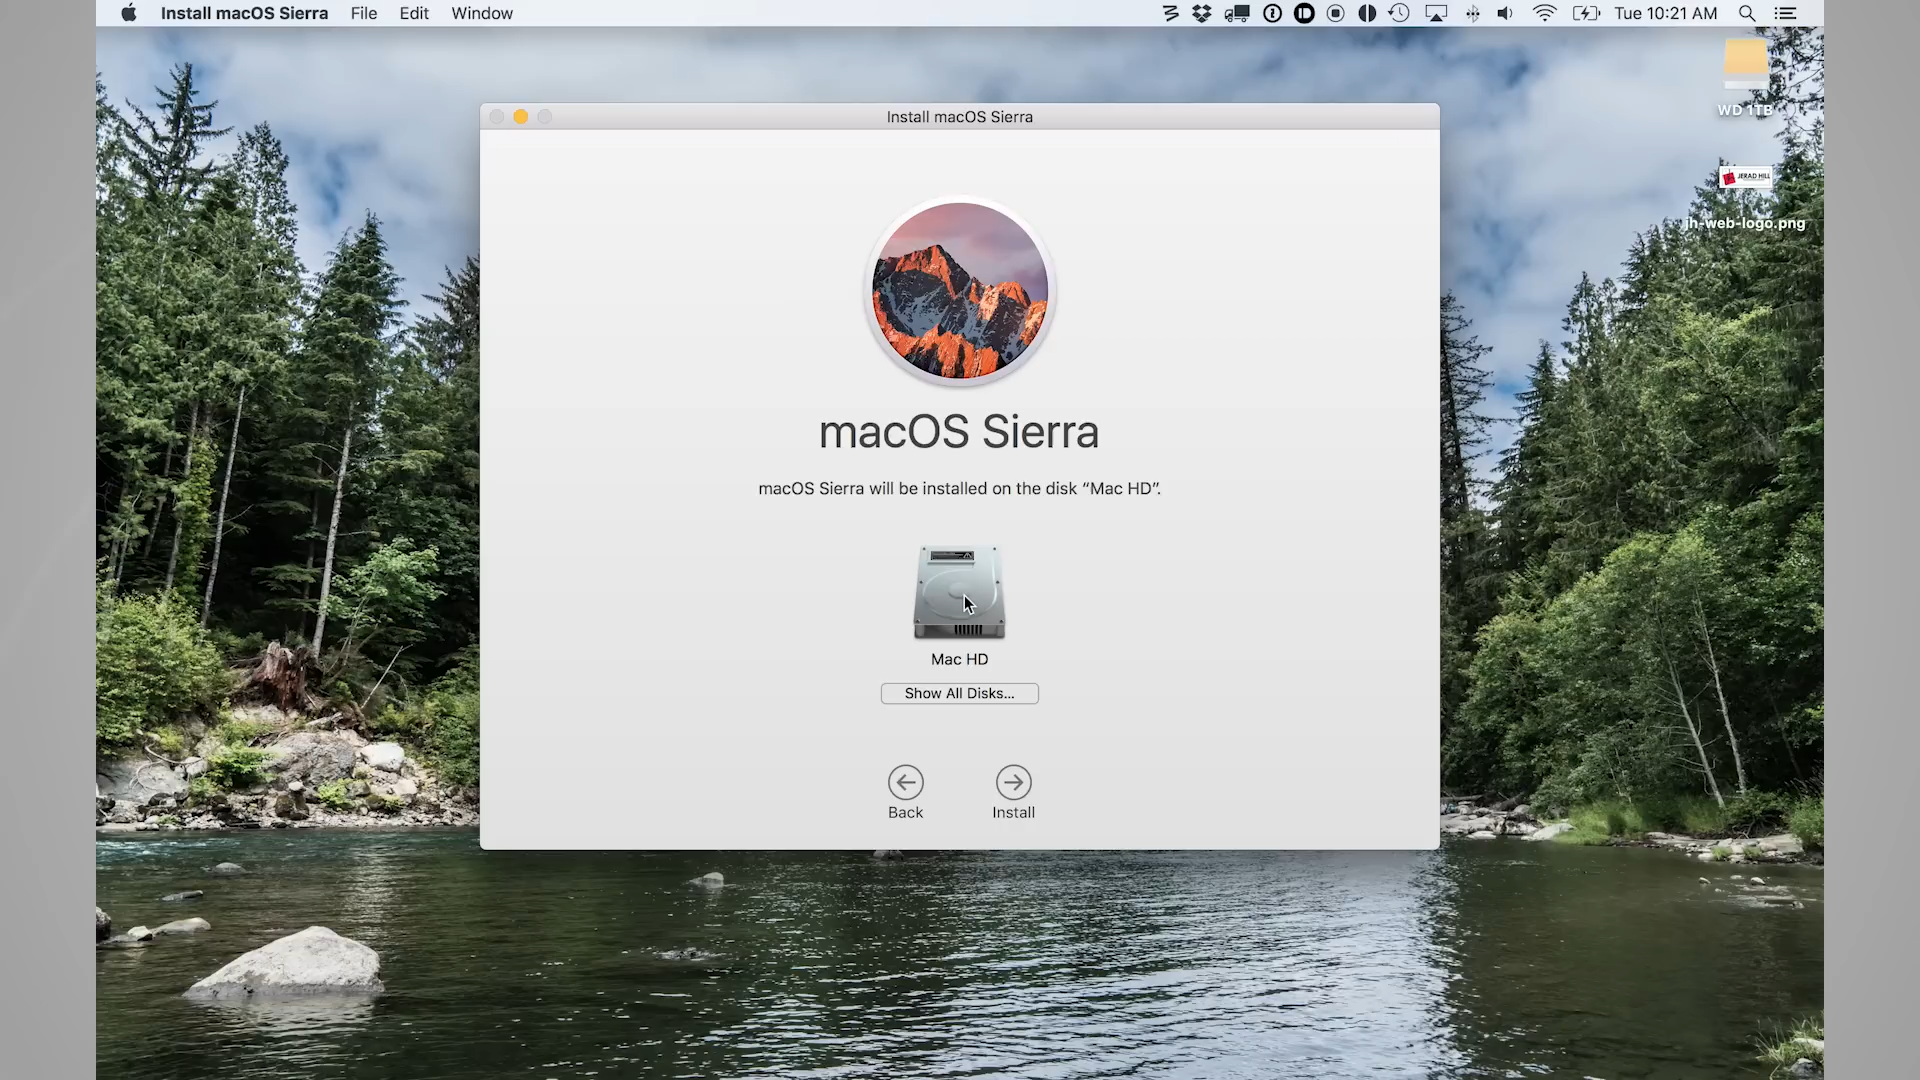 Install macOS Sierra File Edit Window Tue 10:21 AM
WD 1TB
JERAD HILL
jh-web-logo.png
Install macOS Sierra
macOS Sierra
macOS Sierra will be installed on the disk “Mac HD”.
Mac HD
Show All Disks...
Back Install